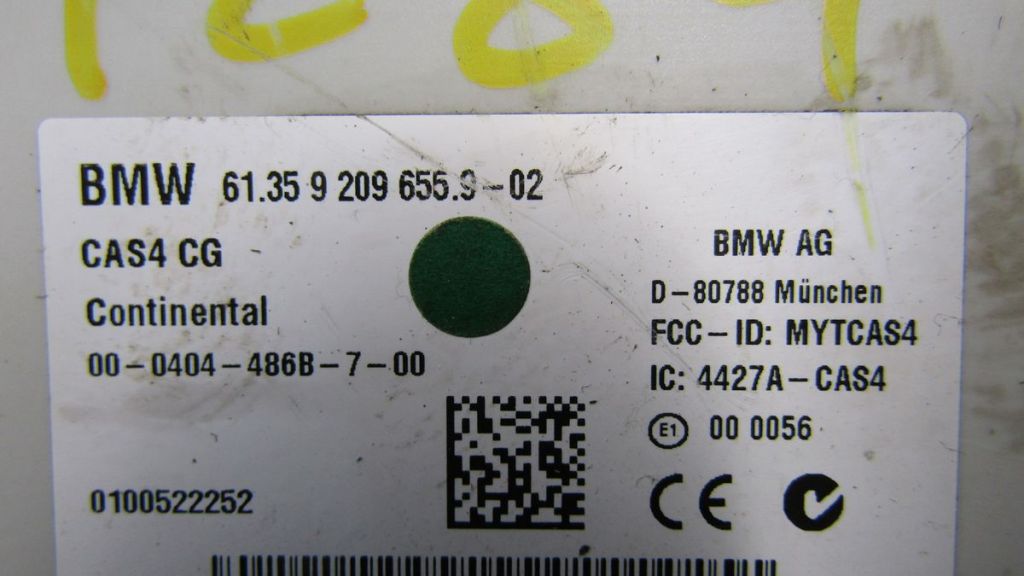 BMW 61.35 9 209 655.9-02
CAS4 CG
Continental
00-0404-486B-7-00
0100522252
BMW AG
D-80788 München
FCC-ID: MYTCAS4
IC: 4427A-CAS4
E1 00 0056
CE